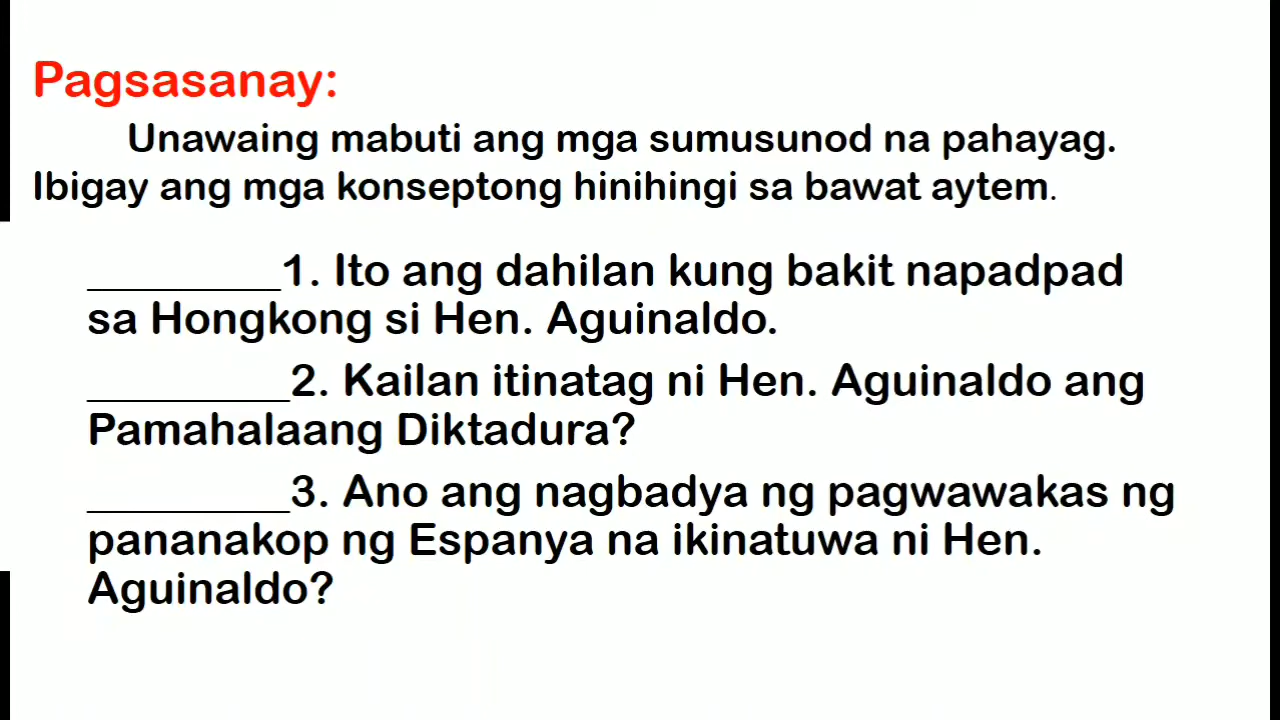 Pagsasanay:
Unawaing mabuti ang mga sumusunod na pahayag.
Ibigay ang mga konseptong hinihingi sa bawat aytem.
_________1. Ito ang dahilan kung bakit napadpad
sa Hongkong si Hen. Aguinaldo.
_________2. Kailan itinatag ni Hen. Aguinaldo ang
Pamahalaang Diktadura?
_________3. Ano ang nagbadya ng pagwawakas ng
pananakop ng Espanya na ikinatuwa ni Hen.
Aguinaldo?